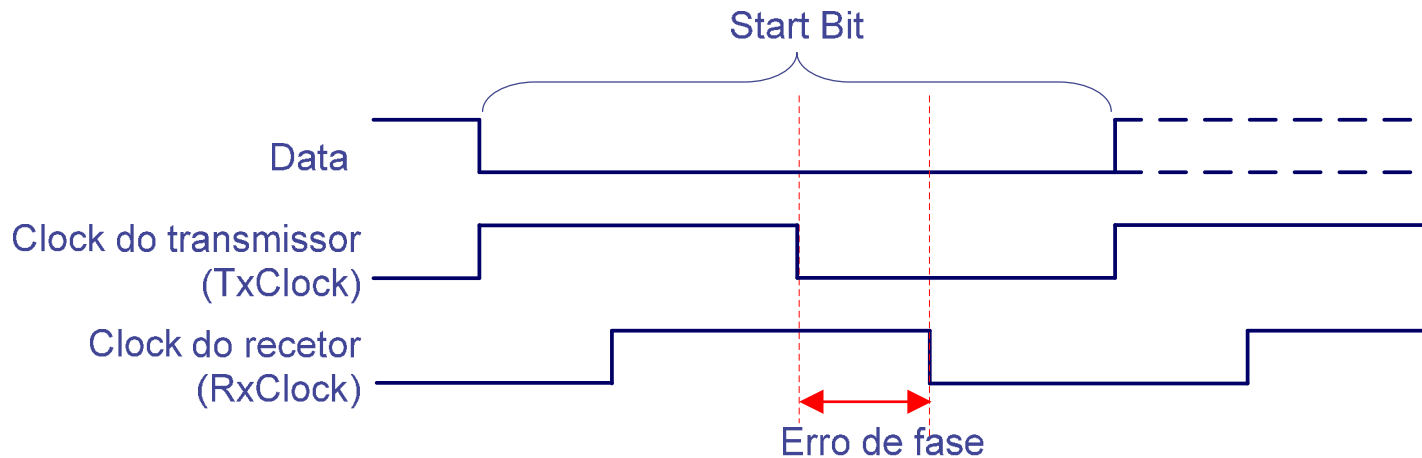 Start Bit
Data
Clock do transmissor
(TxClock)
Clock do recetor
(RxClock)
Erro de fase